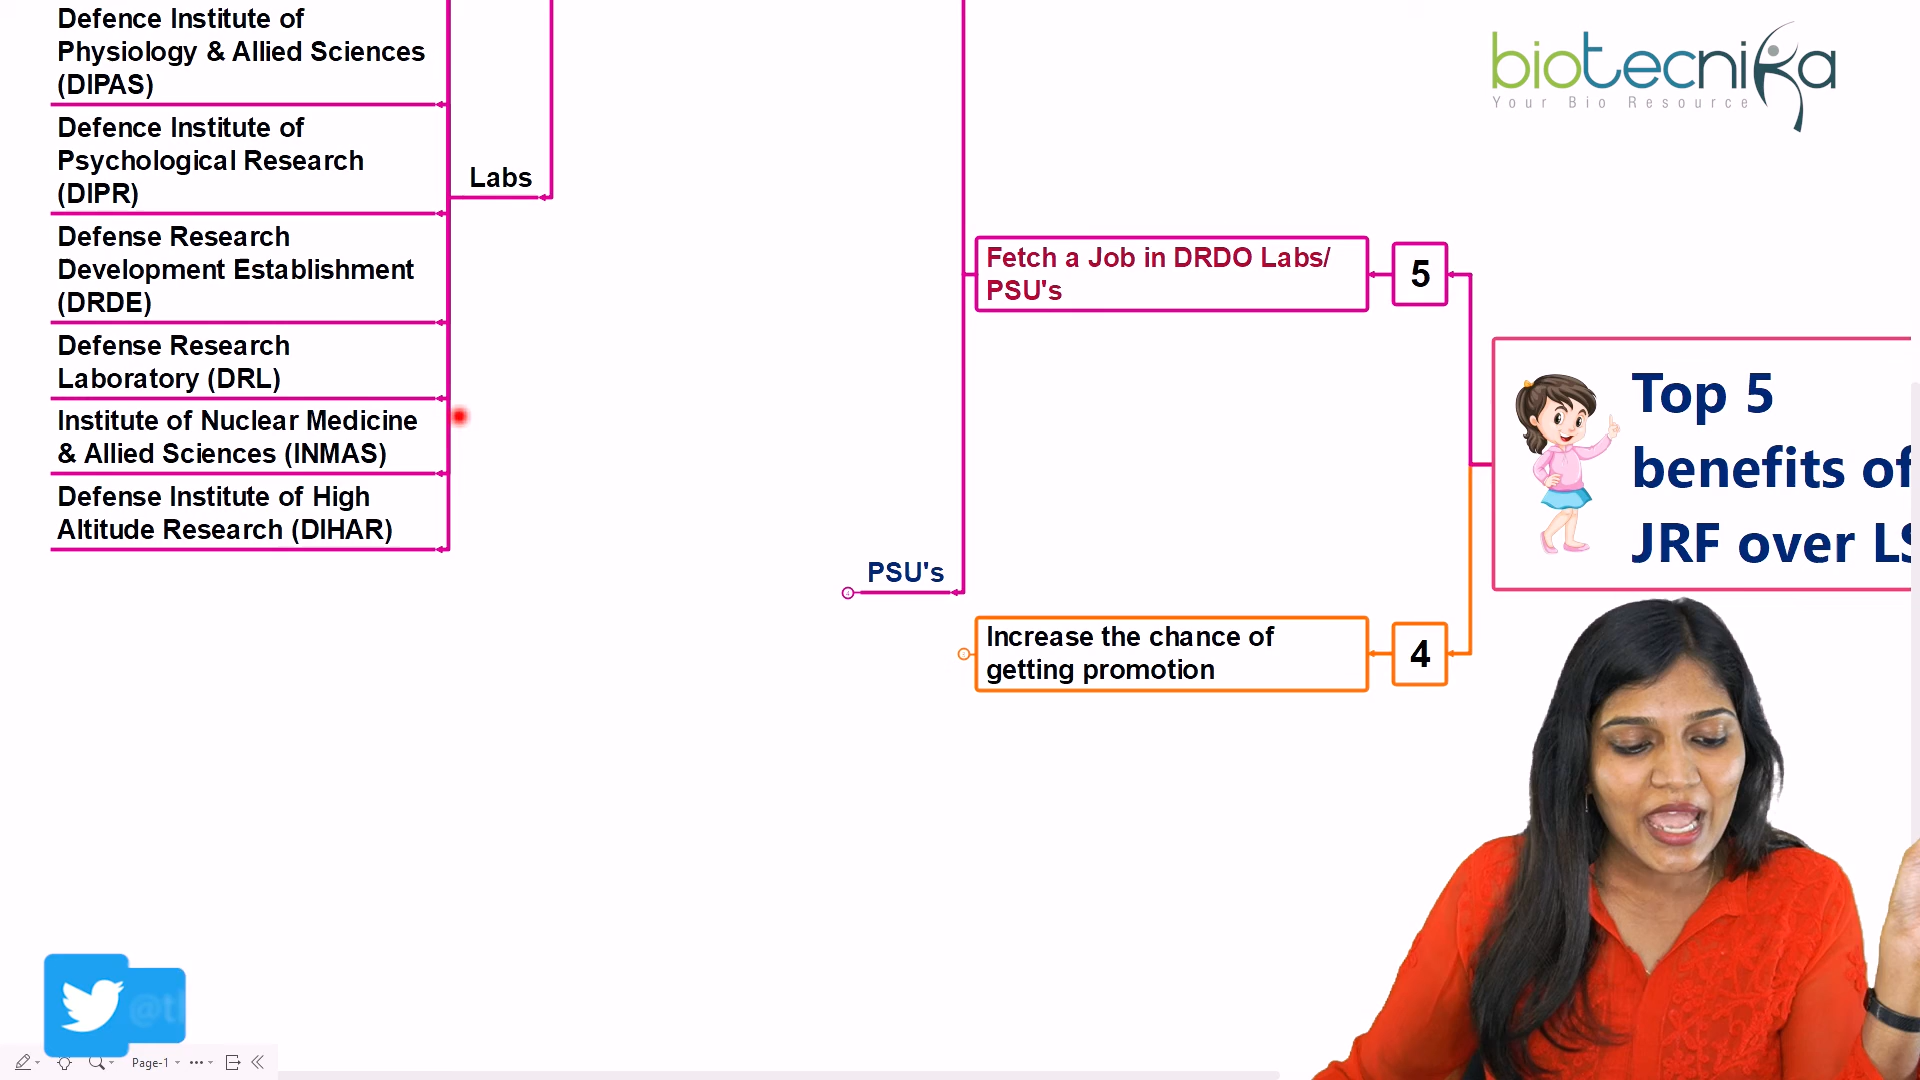 Defence Institute of
Physiology & Allied Sciences
(DIPAS)
Defence Institute of
Psychological Research
(DIPR)
Defense Research
Development Establishment
(DRDE)
Defense Research
Laboratory (DRL)
Institute of Nuclear Medicine
& Allied Sciences (INMAS)
Defense Institute of High
Altitude Research (DIHAR)
Labs
Fetch a Job in DRDO Labs/
PSU's
5
PSU's
Increase the chance of
getting promotion
4
biotecnika
Your Bio Resource
Top 5
benefits of
JRF over LS
@t
Page-1